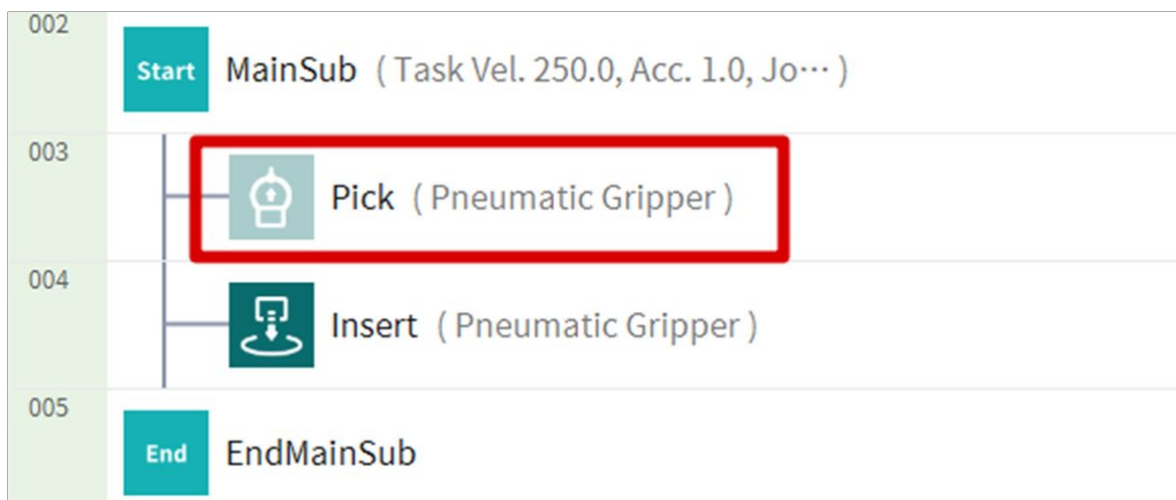 002
Start MainSub ( Task Vel. 250.0, Acc. 1.0, Jo··· )
003
Pick ( Pneumatic Gripper )
004
Insert ( Pneumatic Gripper )
005
End EndMainSub